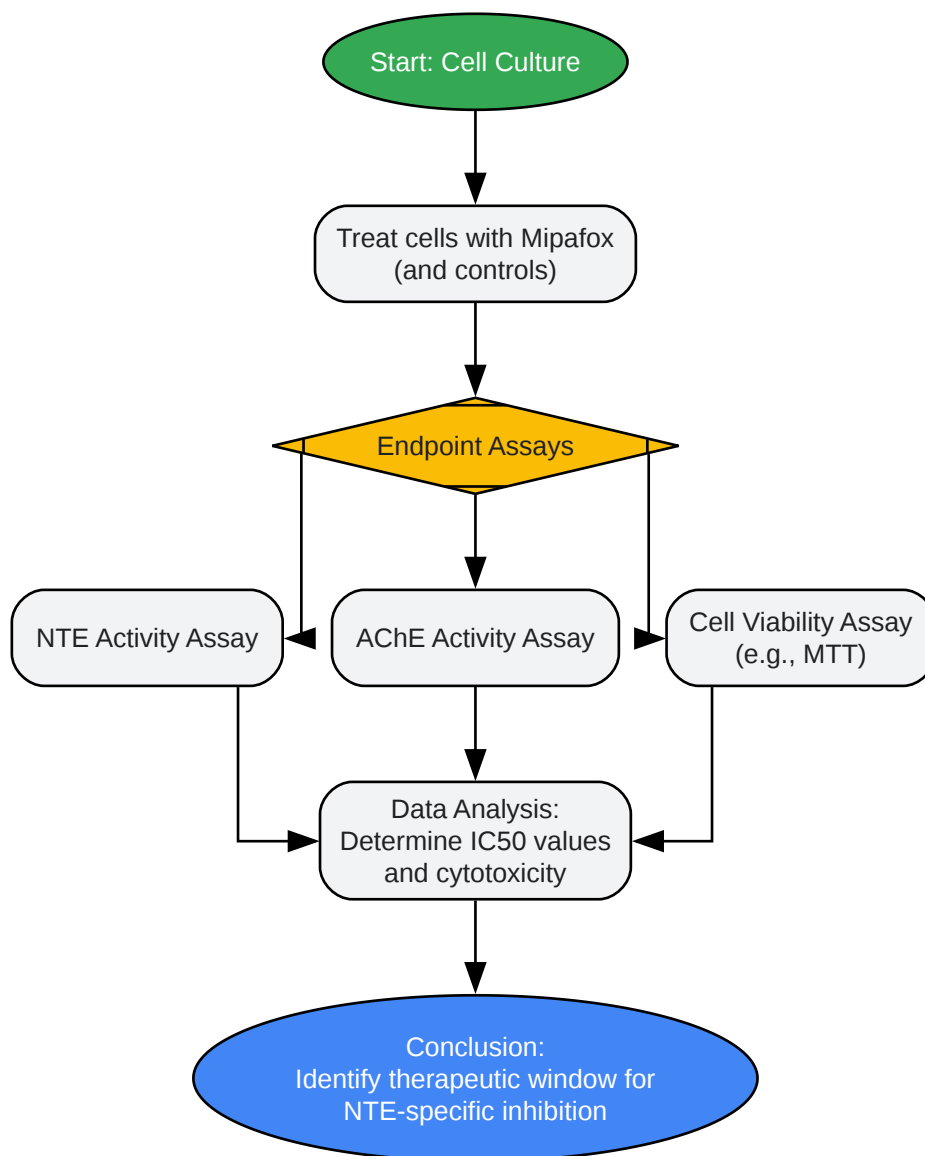 Start: Cell Culture
Treat cells with Mipafox
(and controls)
Endpoint Assays
NTE Activity Assay
AChE Activity Assay
Cell Viability Assay
(e.g., MTT)
Data Analysis:
Determine IC50 values
and cytotoxicity
Conclusion:
Identify therapeutic window for
NTE-specific inhibition